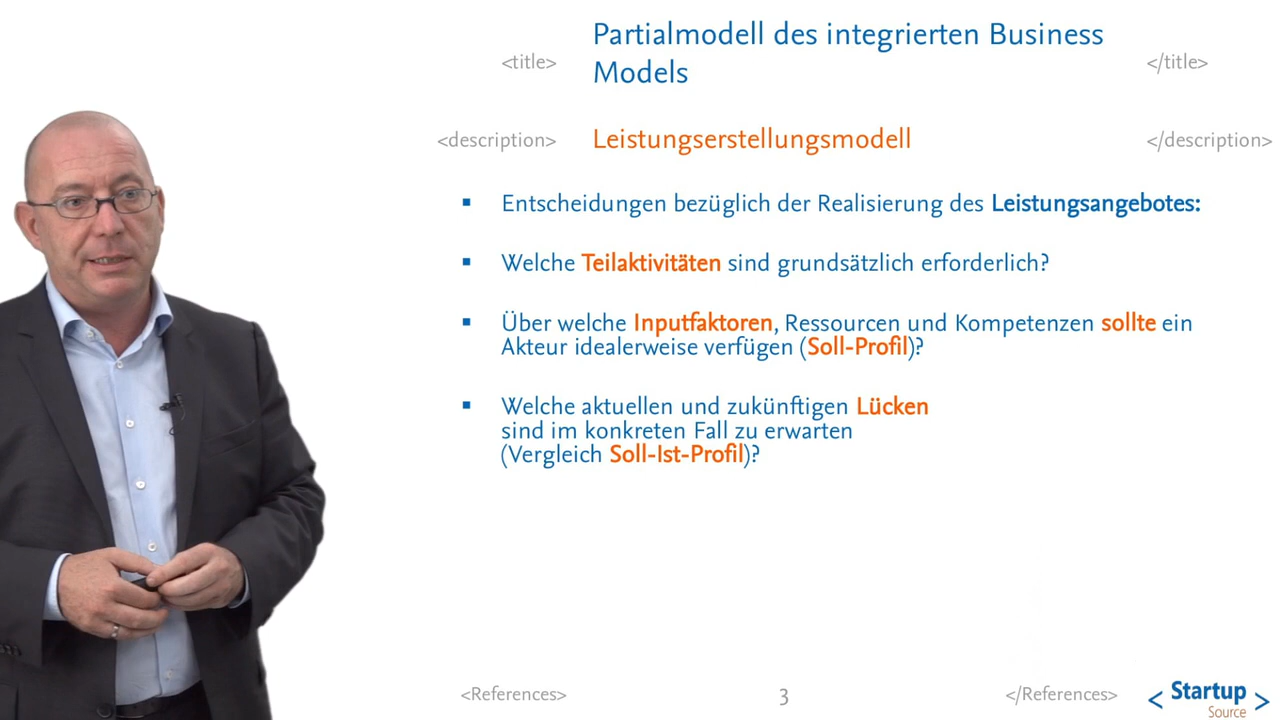 Partialmodell des integrierten Business
<title> Models </title>
<description> Leistungserstellungsmodell </description>
▪ Entscheidungen bezüglich der Realisierung des Leistungsangebotes:
▪ Welche Teilaktivitäten sind grundsätzlich erforderlich?
▪ Über welche Inputfaktoren, Ressourcen und Kompetenzen sollte ein
Akteur idealerweise verfügen (Soll-Profil)?
▪ Welche aktuellen und zukünftigen Lücken
sind im konkreten Fall zu erwarten
(Vergleich Soll-Ist-Profil)?
<References> 3 </References>
< Startup >
Source